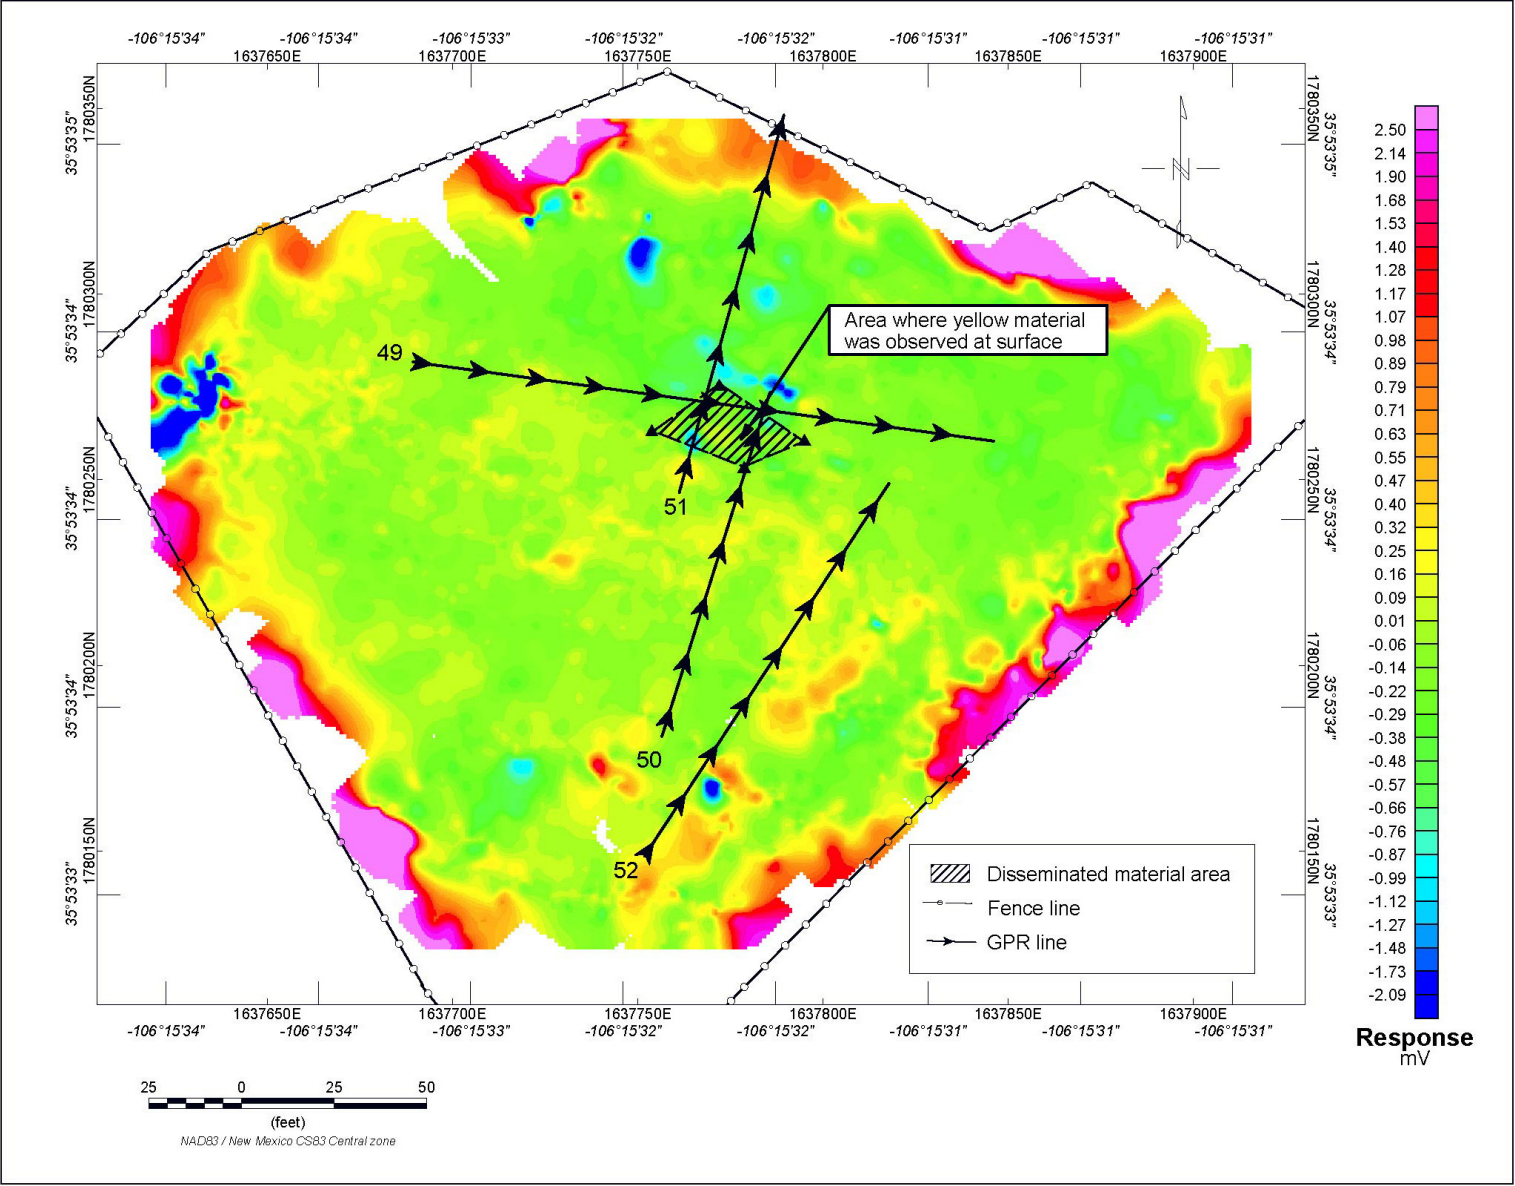 -106°15'34" -106°15'34" -106°15'33" -106°15'32" -106°15'32" -106°15'31" -106°15'31" -106°15'31"
1637650E 1637700E 1637750E 1637800E 1637850E 1637900E
35°53'35"
1780350N
35°53'34"
1780300N
35°53'34"
1780250N
35°53'34"
1780200N
35°53'33"
1780150N
N
49
Area where yellow material
was observed at surface
51
50
52
1780350N
35°53'35"
1780300N
35°53'34"
1780250N
35°53'34"
1780200N
35°53'34"
1780150N
35°53'33"
Disseminated material area
Fence line
GPR line
2.50
2.14
1.90
1.68
1.53
1.40
1.28
1.17
1.07
0.98
0.89
0.79
0.71
0.63
0.55
0.47
0.40
0.32
0.25
0.16
0.09
0.01
-0.06
-0.14
-0.22
-0.29
-0.38
-0.48
-0.57
-0.66
-0.76
-0.87
-0.99
-1.12
-1.27
-1.48
-1.73
-2.09
Response
mV
1637650E 1637700E 1637750E 1637800E 1637850E 1637900E
-106°15'34" -106°15'34" -106°15'33" -106°15'32" -106°15'32" -106°15'31" -106°15'31" -106°15'31"
25 0 25 50
(feet)
NAD83 / New Mexico CS83 Central zone